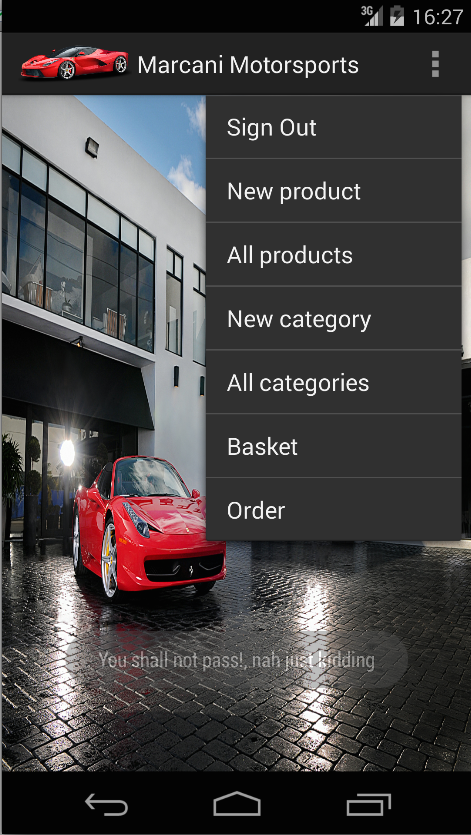 3G 16:27
Marcani Motorsports
Sign Out
New product
All products
New category
All categories
Basket
Order
You shall not pass!, nah just kidding